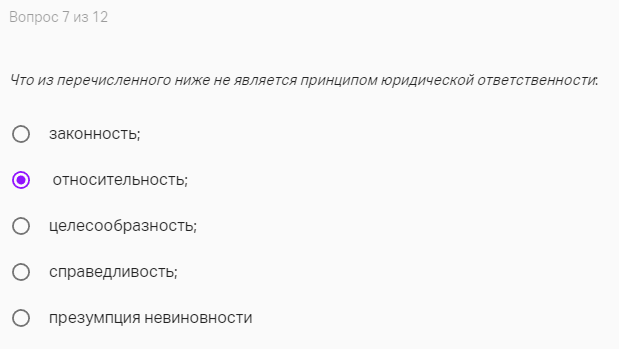 Вопрос 7 из 12
Что из перечисленного ниже не является принципом юридической ответственности:
законность;
относительность;
целесообразность;
справедливость;
презумпция невиновности